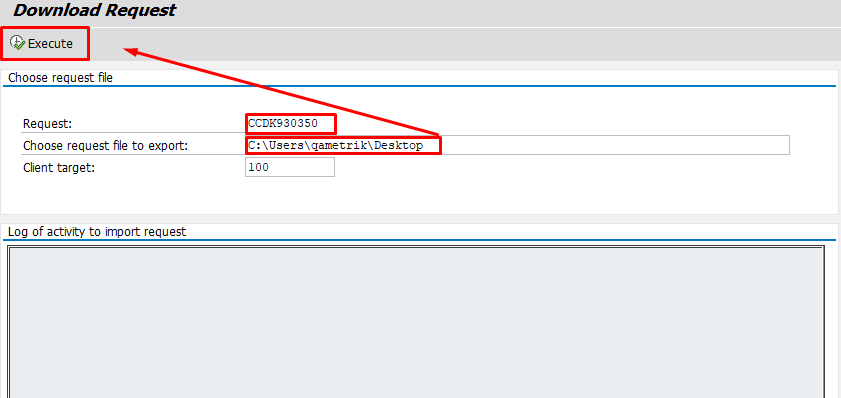 Download Request
Execute
Choose request file
Request: CCDK930350
Choose request file to export: C:\Users\qametrik\Desktop
Client target: 100
Log of activity to import request